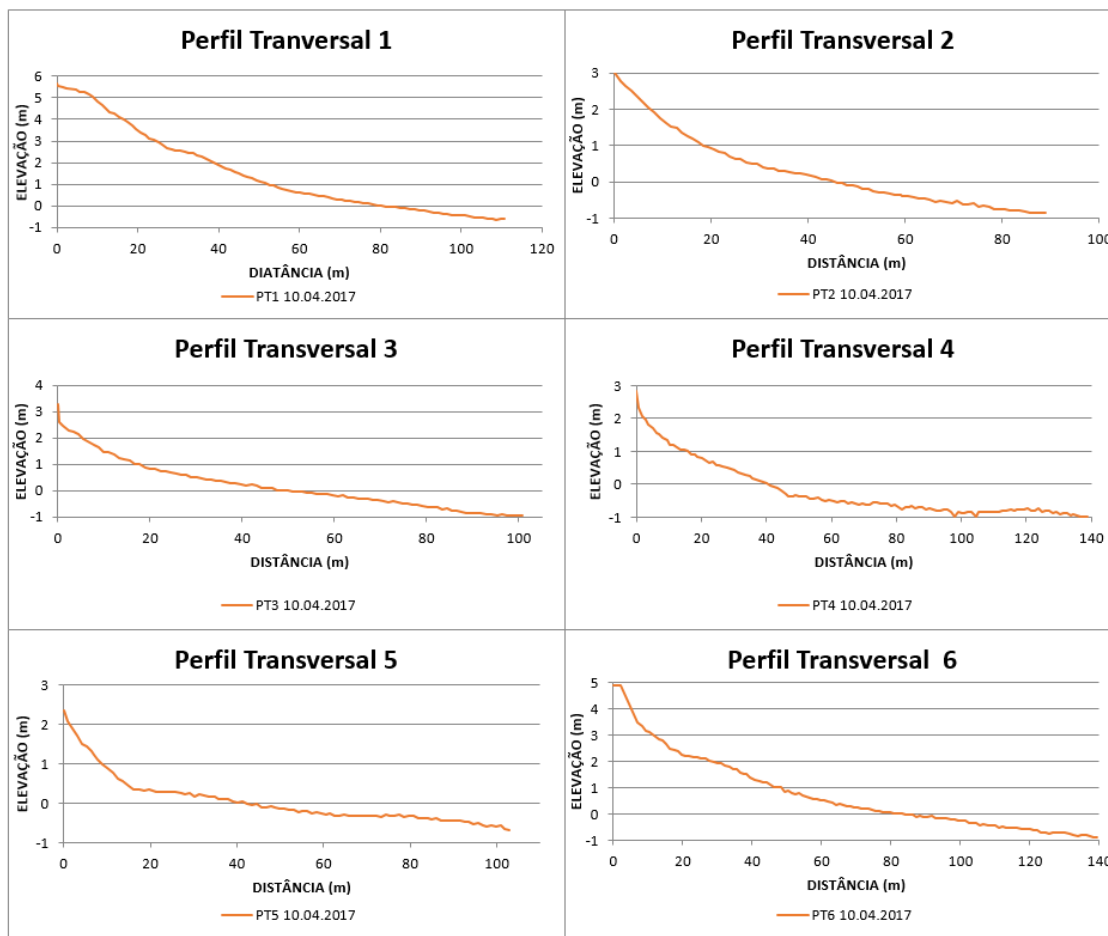 Perfil Tranversal 1
ELEVAÇÃO (m)
6
5
4
3
2
1
0
-1
0 20 40 60 80 100 120
DIATÂNCIA (m)
PT1 10.04.2017
Perfil Transversal 2
ELEVAÇÃO (m)
3
2
1
0
-1
0 20 40 60 80 100
DISTÂNCIA (m)
PT2 10.04.2017
Perfil Transversal 3
ELEVAÇÃO (m)
4
3
2
1
0
-1
0 20 40 60 80 100
DISTÂNCIA (m)
PT3 10.04.2017
Perfil Transversal 4
ELEVAÇÃO (m)
3
2
1
0
-1
0 20 40 60 80 100 120 140
DISTÂNCIA (m)
PT4 10.04.2017
Perfil Transversal 5
ELEVAÇÃO (m)
3
2
1
0
-1
0 20 40 60 80 100
DISTÂNCIA (m)
PT5 10.04.2017
Perfil Transversal 6
ELEVAÇÃO (m)
5
4
3
2
1
0
-1
0 20 40 60 80 100 120 140
DISTÂNCIA (m)
PT6 10.04.2017